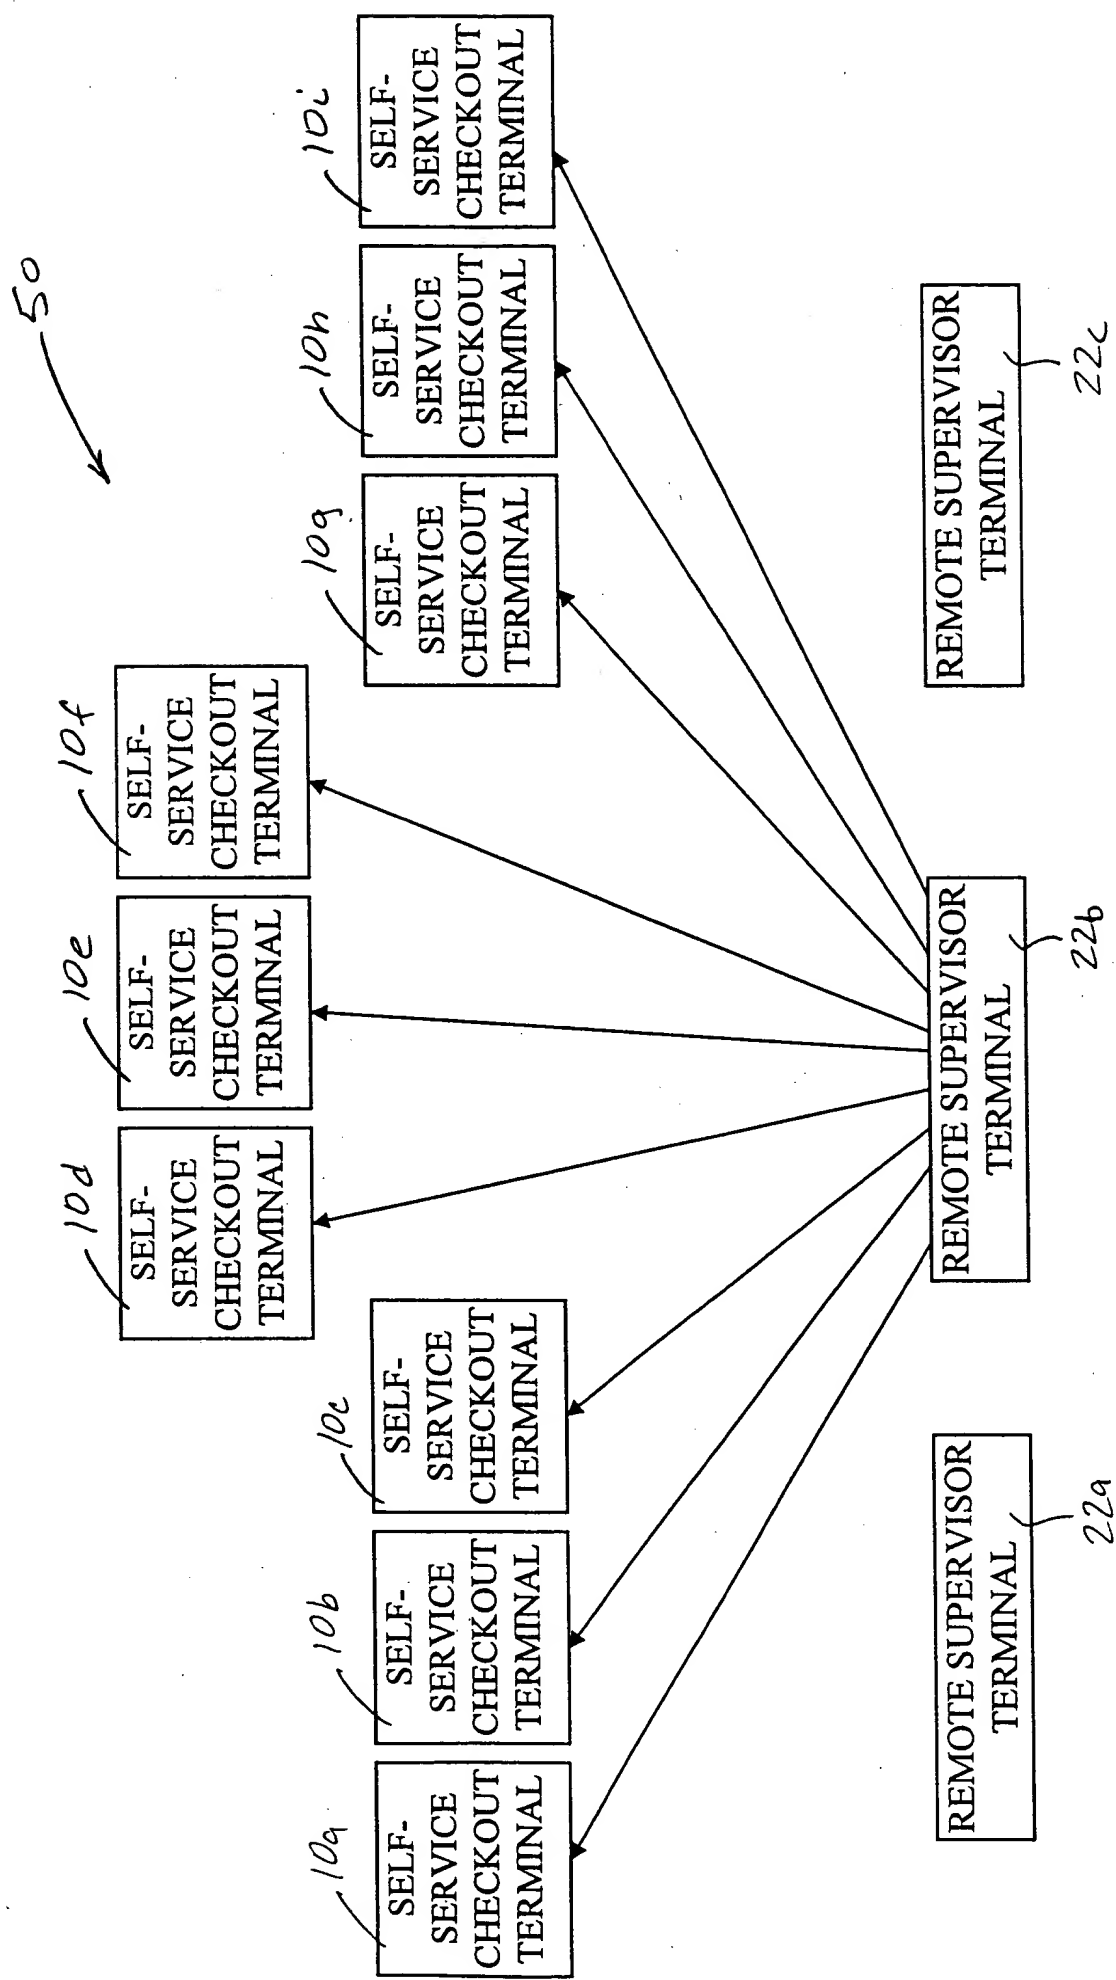 50
10a
SELF-
SERVICE
CHECKOUT
TERMINAL
10b
SELF-
SERVICE
CHECKOUT
TERMINAL
10c
SELF-
SERVICE
CHECKOUT
TERMINAL
10d
SELF-
SERVICE
CHECKOUT
TERMINAL
10e
SELF-
SERVICE
CHECKOUT
TERMINAL
10f
SELF-
SERVICE
CHECKOUT
TERMINAL
10g
SELF-
SERVICE
CHECKOUT
TERMINAL
10h
SELF-
SERVICE
CHECKOUT
TERMINAL
10i
SELF-
SERVICE
CHECKOUT
TERMINAL
REMOTE SUPERVISOR
TERMINAL
22a
REMOTE SUPERVISOR
TERMINAL
22b
REMOTE SUPERVISOR
TERMINAL
22c